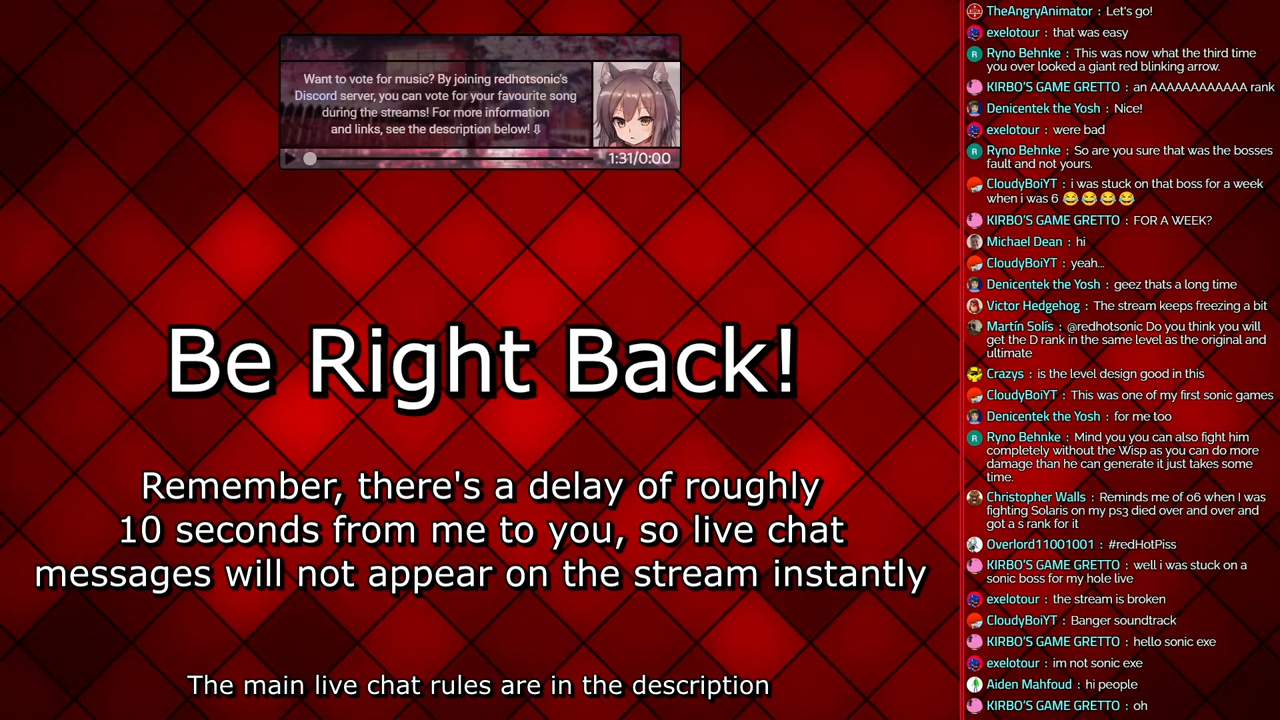 Want to vote for music? By joining redhotsonic's
Discord server, you can vote for your favourite song
during the streams! For more information
and links, see the description below! ⇩
1:31/0:00
Be Right Back!
Remember, there's a delay of roughly
10 seconds from me to you, so live chat
messages will not appear on the stream instantly
The main live chat rules are in the description
TheAngryAnimator : Let's go!
exelotour : that was easy
Ryno Behnke : This was now what the third time
you over looked a giant red blinking arrow.
KIRBO'S GAME GRETTO : an AAAAAAAAAAAA rank
Denicentek the Yosh : Nice!
exelotour : were bad
Ryno Behnke : So are you sure that was the bosses
fault and not yours.
CloudyBoiYT : i was stuck on that boss for a week
when i was 6 😂 😂 😂 😂
KIRBO'S GAME GRETTO : FOR A WEEK?
Michael Dean : hi
CloudyBoiYT : yeah...
Denicentek the Yosh : geez thats a long time
Victor Hedgehog : The stream keeps freezing a bit
Martín Solís : @redhotsonic Do you think you will
get the D rank in the same level as the original and
ultimate
Crazys : is the level design good in this
CloudyBoiYT : This was one of my first sonic games
Denicentek the Yosh : for me too
Ryno Behnke : Mind you you can also fight him
completely without the Wisp as you can do more
damage than he can generate it just takes some
time.
Christopher Walls : Reminds me of 06 when I was
fighting Solaris on my ps3 died over and over and
got a s rank for it
Overlord11001001 : #redHotPiss
KIRBO'S GAME GRETTO : well i was stuck on a
sonic boss for my hole live
exelotour : the stream is broken
CloudyBoiYT : Banger soundtrack
KIRBO'S GAME GRETTO : hello sonic exe
exelotour : im not sonic exe
Aiden Mahfoud : hi people
KIRBO'S GAME GRETTO : oh